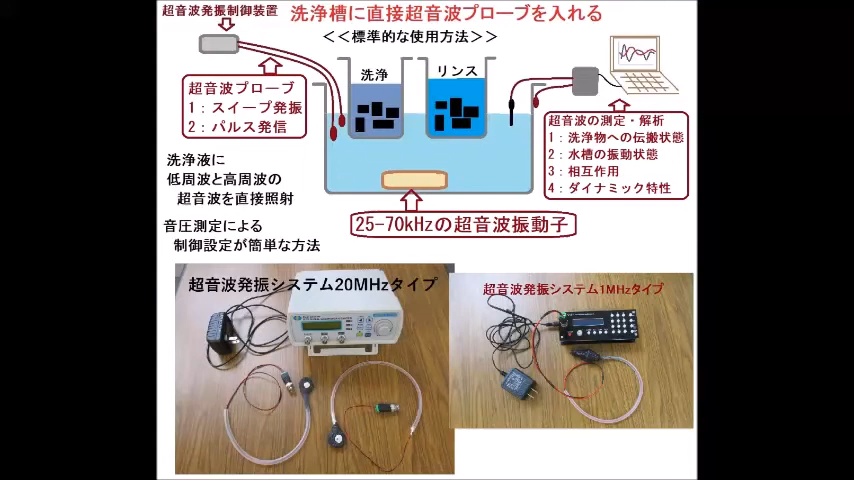 超音波発振制御装置
洗浄槽に直接超音波プローブを入れる
<<標準的な使用方法>>
超音波プローブ
1:スイープ発振
2:パルス発信
洗浄
リンス
超音波の測定・解析
1:洗浄物への伝搬状態
2:水槽の振動状態
3:相互作用
4:ダイナミック特性
洗浄液に
低周波と高周波の
超音波を直接照射
音圧測定による
制御設定が簡単な方法
25-70kHzの超音波振動子
超音波発振システム20MHzタイプ
超音波発振システム1MHzタイプ